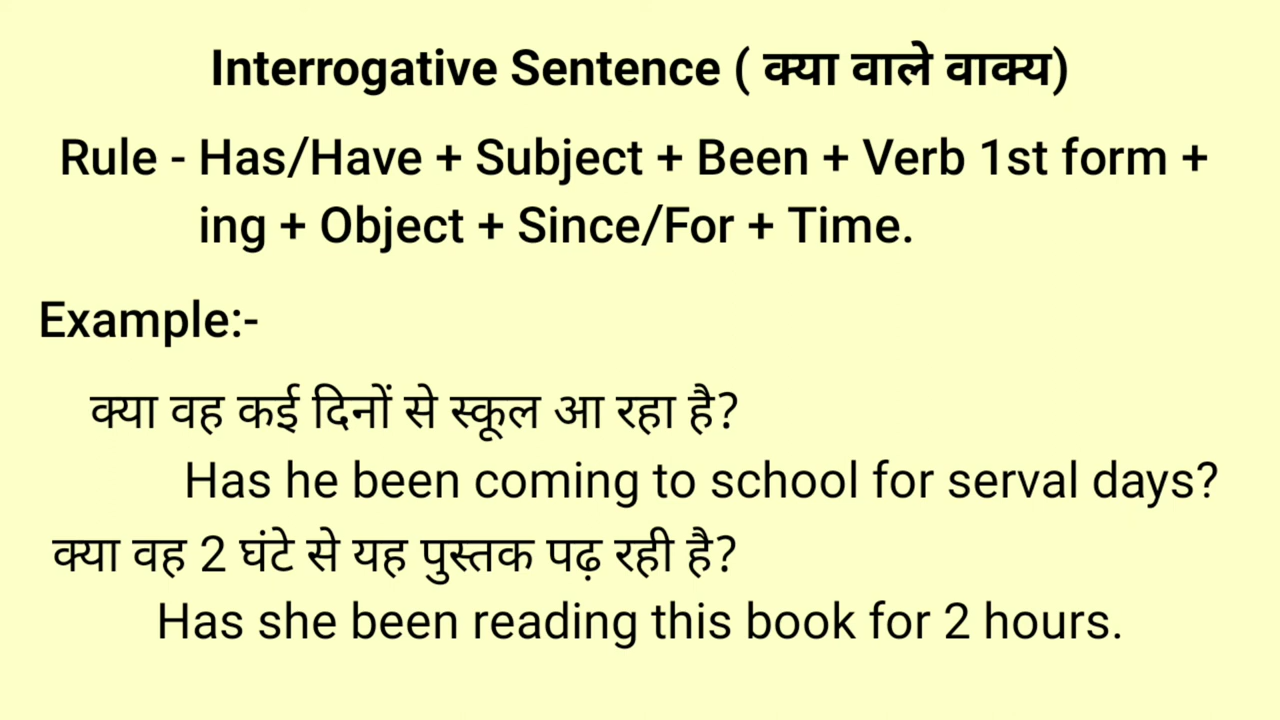 Interrogative Sentence ( क्या वाले वाक्य)
Rule - Has/Have + Subject + Been + Verb 1st form +
ing + Object + Since/For + Time.
Example:-
क्या वह कई दिनों से स्कूल आ रहा है?
Has he been coming to school for serval days?
क्या वह 2 घंटे से यह पुस्तक पढ़ रही है?
Has she been reading this book for 2 hours.